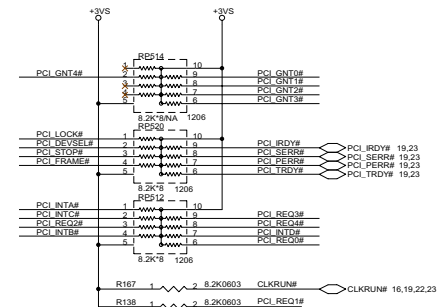 +3VS +3VS
RP514
1 10
PCI_GNT4# 2 9 PCI_GNT0#
3 8 PCI_GNT1#
4 7 PCI_GNT2#
5 6 PCI_GNT3#
8.2K*8/NA 1206
RP520
PCI_LOCK# 1 10
PCI_DEVSEL# 2 9 PCI_IRDY# PCI_IRDY# 19,23
PCI_STOP# 3 8 PCI_SERR# PCI_SERR# 19,23
PCI_FRAME# 4 7 PCI_PERR# PCI_PERR# 19,23
5 6 PCI_TRDY# PCI_TRDY# 19,23
8.2K*8 1206
RP512
PCI_INTA# 1 10
PCI_INTC# 2 9 PCI_REQ3#
PCI_REQ2# 3 8 PCI_REQ4#
PCI_INTB# 4 7 PCI_INTD#
5 6 PCI_REQ0#
8.2K*8 1206
R167 1 2 8.2K0603 CLKRUN# CLKRUN# 16,19,22,23
R138 1 2 8.2K0603 PCI_REQ1#